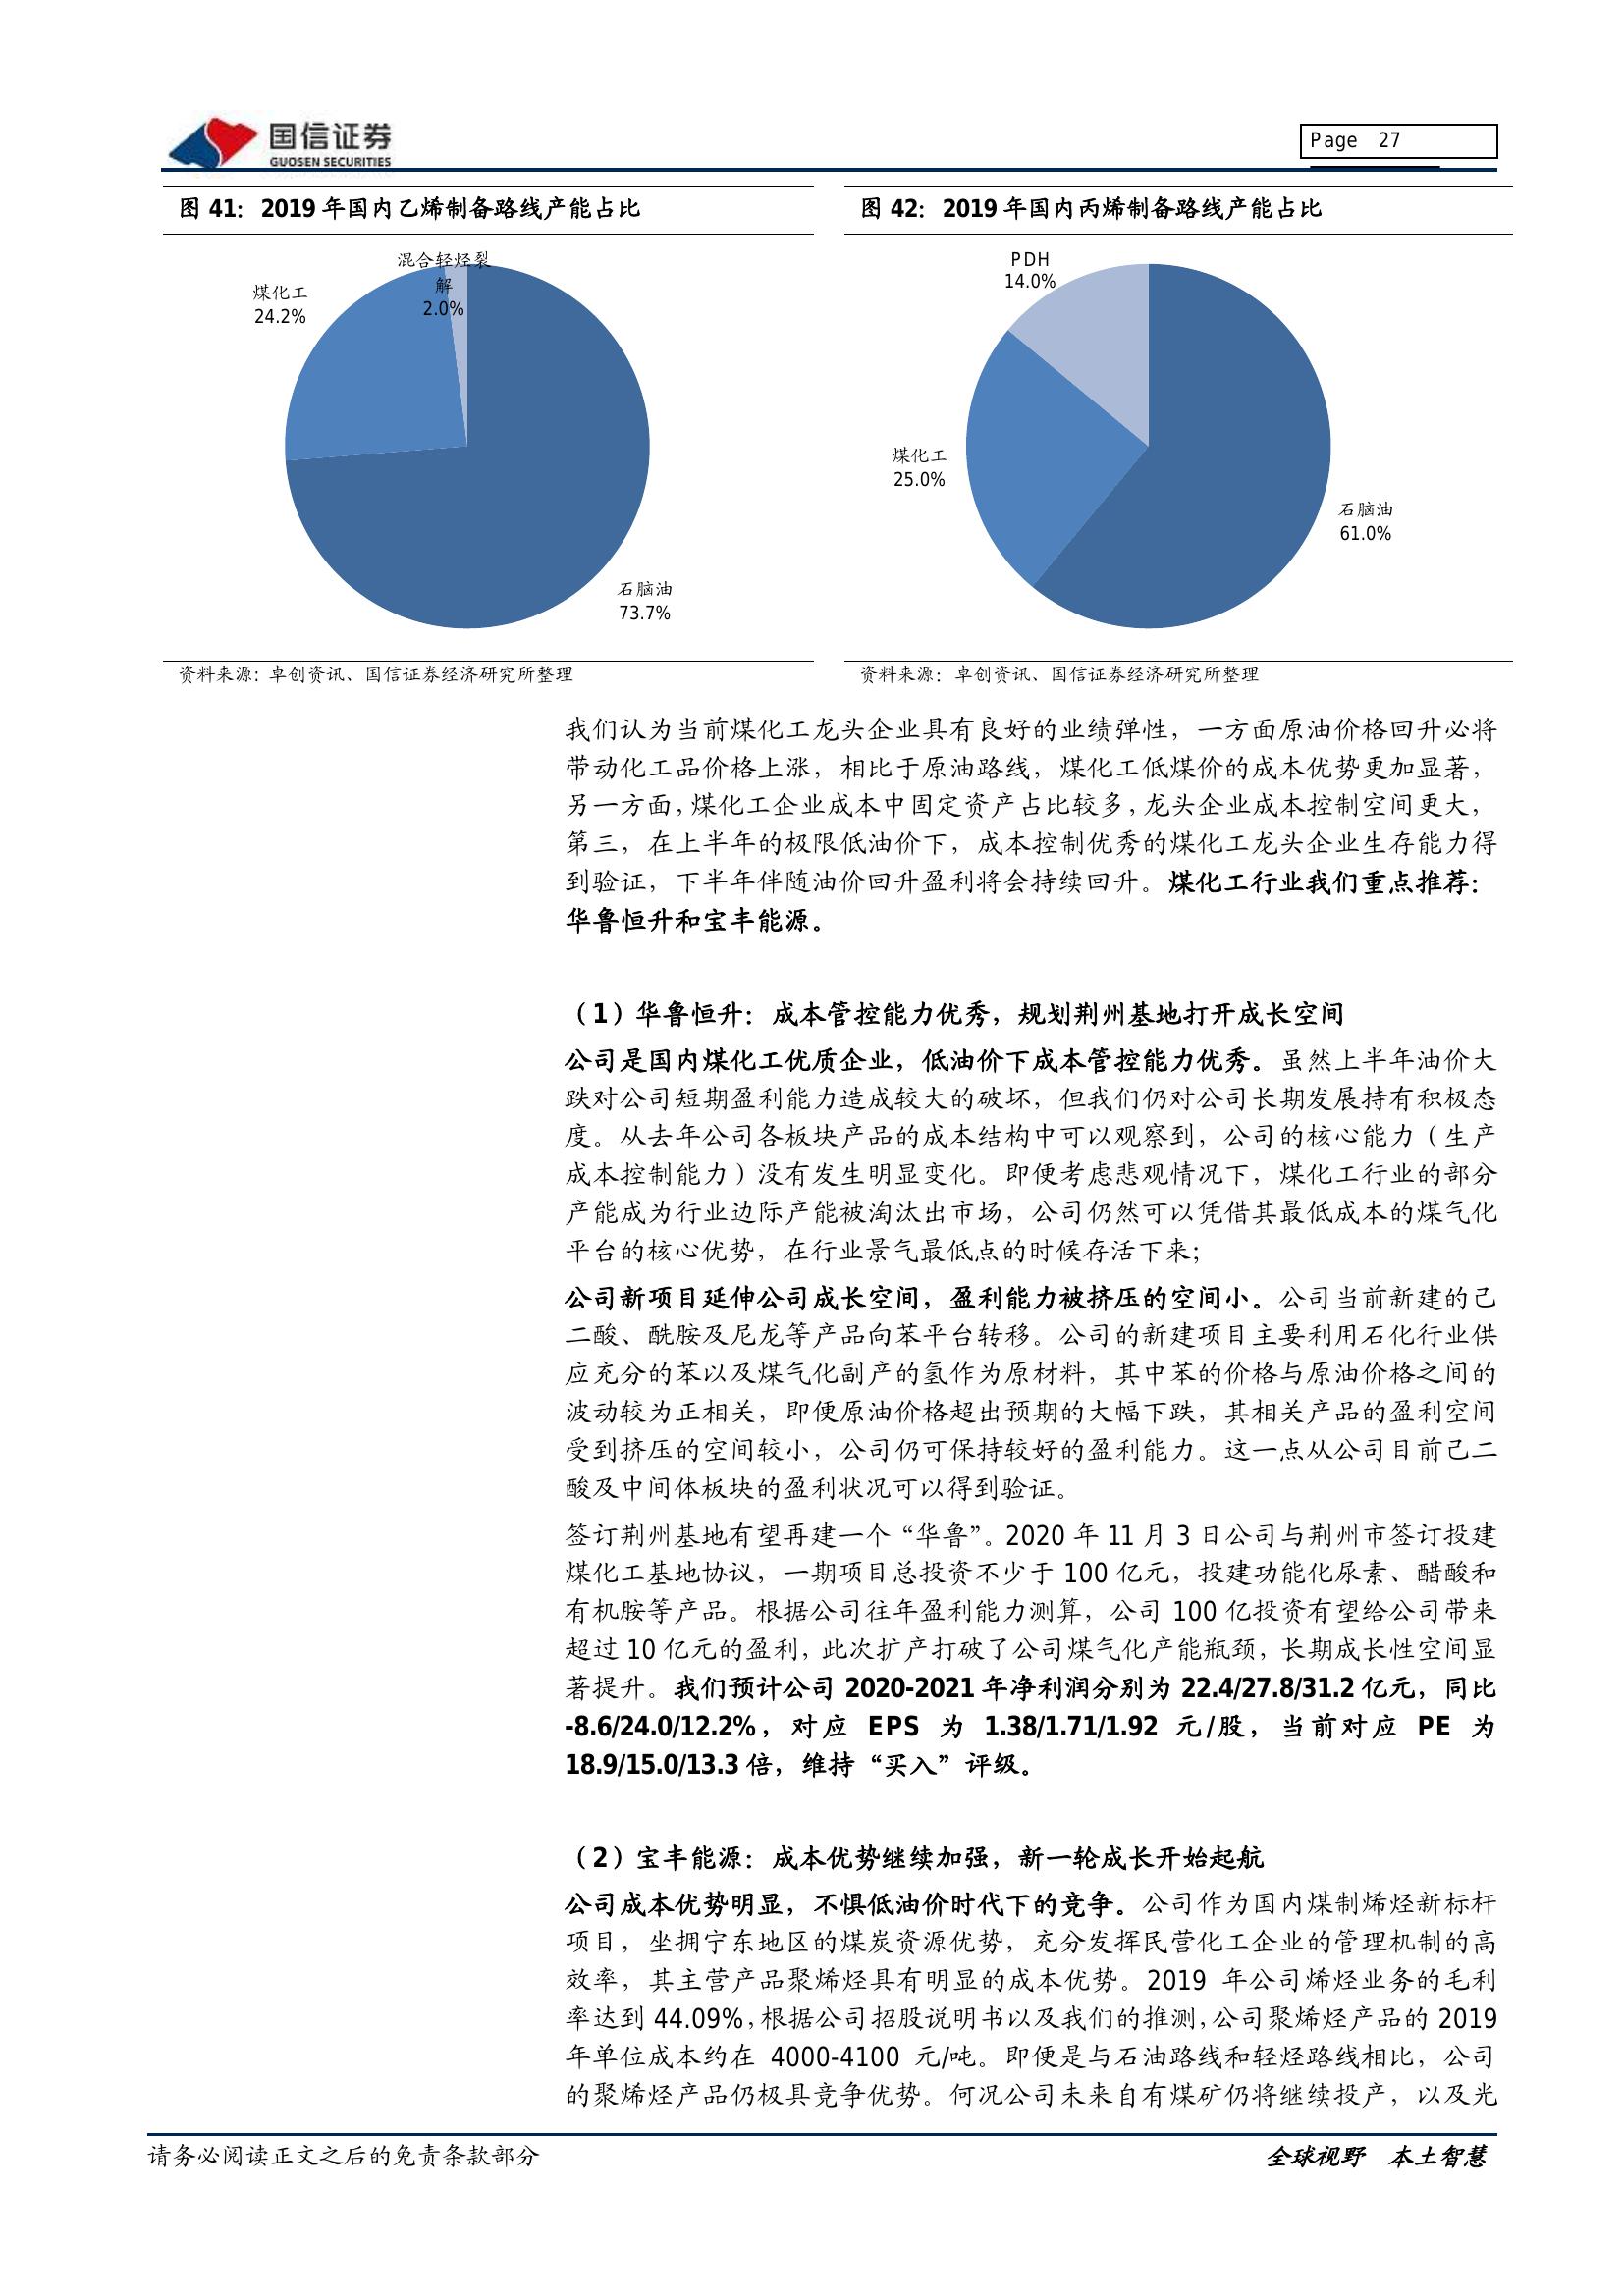 国信证券
GUOSEN SECURITIES
Page 27
图 41：2019 年国内乙烯制备路线产能占比
混合轻烃裂
解
2.0%
煤化工
24.2%
石脑油
73.7%
资料来源：卓创资讯、国信证券经济研究所整理
图 42：2019 年国内丙烯制备路线产能占比
PDH
14.0%
煤化工
25.0%
石脑油
61.0%
资料来源：卓创资讯、国信证券经济研究所整理
我们认为当前煤化工龙头企业具有良好的业绩弹性，一方面原油价格回升必将
带动化工品价格上涨，相比于原油路线，煤化工低煤价的成本优势更加显著，
另一方面，煤化工企业成本中固定资产占比较多，龙头企业成本控制空间更大，
第三，在上半年的极限低油价下，成本控制优秀的煤化工龙头企业生存能力得
到验证，下半年伴随油价回升盈利将会持续回升。煤化工行业我们重点推荐：
华鲁恒升和宝丰能源。
（1）华鲁恒升：成本管控能力优秀，规划荆州基地打开成长空间
公司是国内煤化工优质企业，低油价下成本管控能力优秀。虽然上半年油价大
跌对公司短期盈利能力造成较大的破坏，但我们仍对公司长期发展持有积极态
度。从去年公司各板块产品的成本结构中可以观察到，公司的核心能力（生产
成本控制能力）没有发生明显变化。即便考虑悲观情况下，煤化工行业的部分
产能成为行业边际产能被淘汰出市场，公司仍然可以凭借其最低成本的煤气化
平台的核心优势，在行业景气最低点的时候存活下来；
公司新项目延伸公司成长空间，盈利能力被挤压的空间小。公司当前新建的己
二酸、酰胺及尼龙等产品向苯平台转移。公司的新建项目主要利用石化行业供
应充分的苯以及煤气化副产的氢作为原材料，其中苯的价格与原油价格之间的
波动较为正相关，即便原油价格超出预期的大幅下跌，其相关产品的盈利空间
受到挤压的空间较小，公司仍可保持较好的盈利能力。这一点从公司目前己二
酸及中间体板块的盈利状况可以得到验证。
签订荆州基地有望再建一个“华鲁”。2020 年 11 月 3 日公司与荆州市签订投建
煤化工基地协议，一期项目总投资不少于 100 亿元，投建功能化尿素、醋酸和
有机胺等产品。根据公司往年盈利能力测算，公司 100 亿投资有望给公司带来
超过 10 亿元的盈利，此次扩产打破了公司煤气化产能瓶颈，长期成长性空间显
著提升。我们预计公司 2020-2021 年净利润分别为 22.4/27.8/31.2 亿元，同比
-8.6/24.0/12.2%，对应 EPS 为 1.38/1.71/1.92 元/股，当前对应 PE 为
18.9/15.0/13.3 倍，维持“买入”评级。
（2）宝丰能源：成本优势继续加强，新一轮成长开始起航
公司成本优势明显，不惧低油价时代下的竞争。公司作为国内煤制烯烃新标杆
项目，坐拥宁东地区的煤炭资源优势，充分发挥民营化工企业的管理机制的高
效率，其主营产品聚烯烃具有明显的成本优势。2019 年公司烯烃业务的毛利
率达到 44.09%，根据公司招股说明书以及我们的推测，公司聚烯烃产品的 2019
年单位成本约在 4000-4100 元/吨。即便是与石油路线和轻烃路线相比，公司
的聚烯烃产品仍极具竞争优势。何况公司未来自有煤矿仍将继续投产，以及光
请务必阅读正文之后的免责条款部分
全球视野 本土智慧